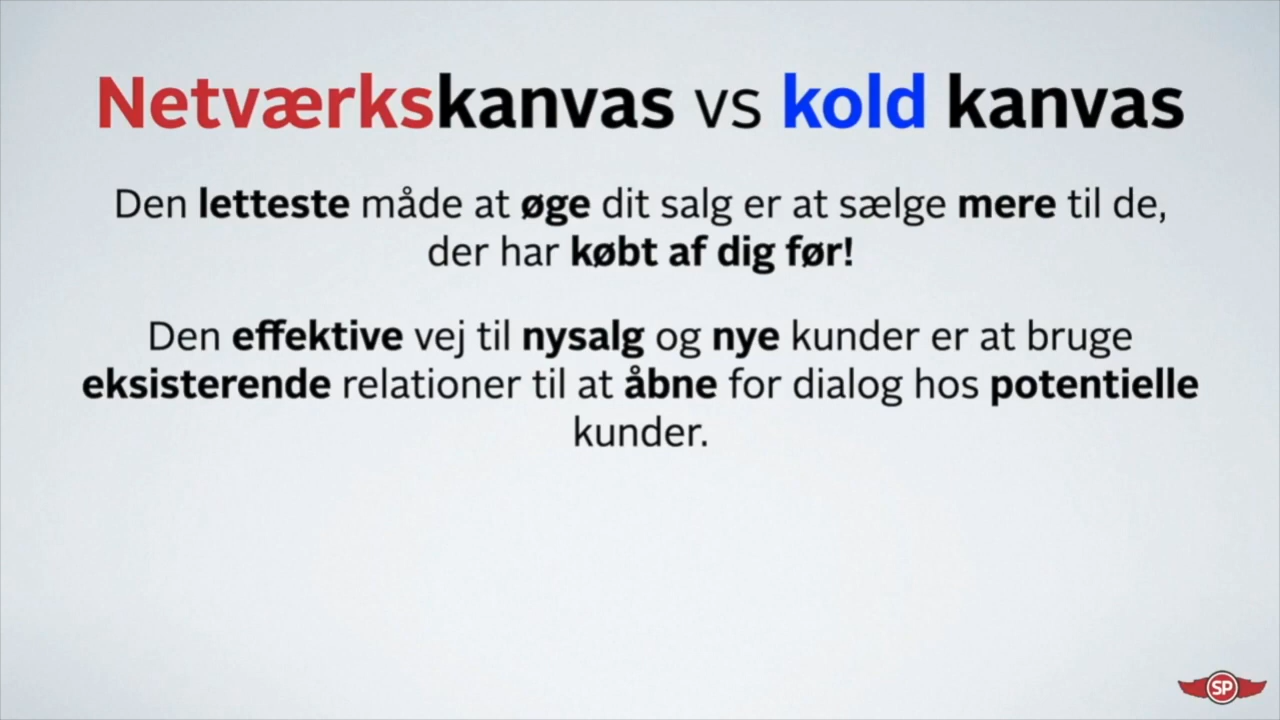 Netværkskanvas vs kold kanvas
Den letteste måde at øge dit salg er at sælge mere til de,
der har købt af dig før!
Den effektive vej til nysalg og nye kunder er at bruge
eksisterende relationer til at åbne for dialog hos potentielle
kunder.
SP